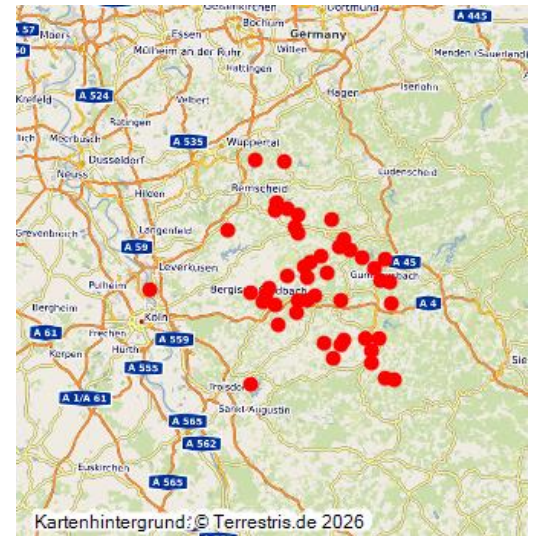 Gelsenkirchen
Dortmund
A 445
Bochum
A 57
Moers
Essen
Germany
Mülheim an der Ruhr
Witten
Menden (Sauerland)
Hattingen
Hagen
Iserlohn
Krefeld
A 524
Velbert
Ratingen
Meerbusch
A 535
Wuppertal
Düsseldorf
Neuss
Lüdenscheid
Remscheid
Hilden
Grevenbroich
Langenfeld
A 59
A 45
Leverkusen
Pulheim
A 4
Bergheim
Köln
A 61
Frechen
A 559
Hürth
Kerpen
A 555
A 1/A 61
Sankt-Augustin
A 565
A 562
Euskirchen
A 565
Kartenhintergrund: © Terrestris.de 2026